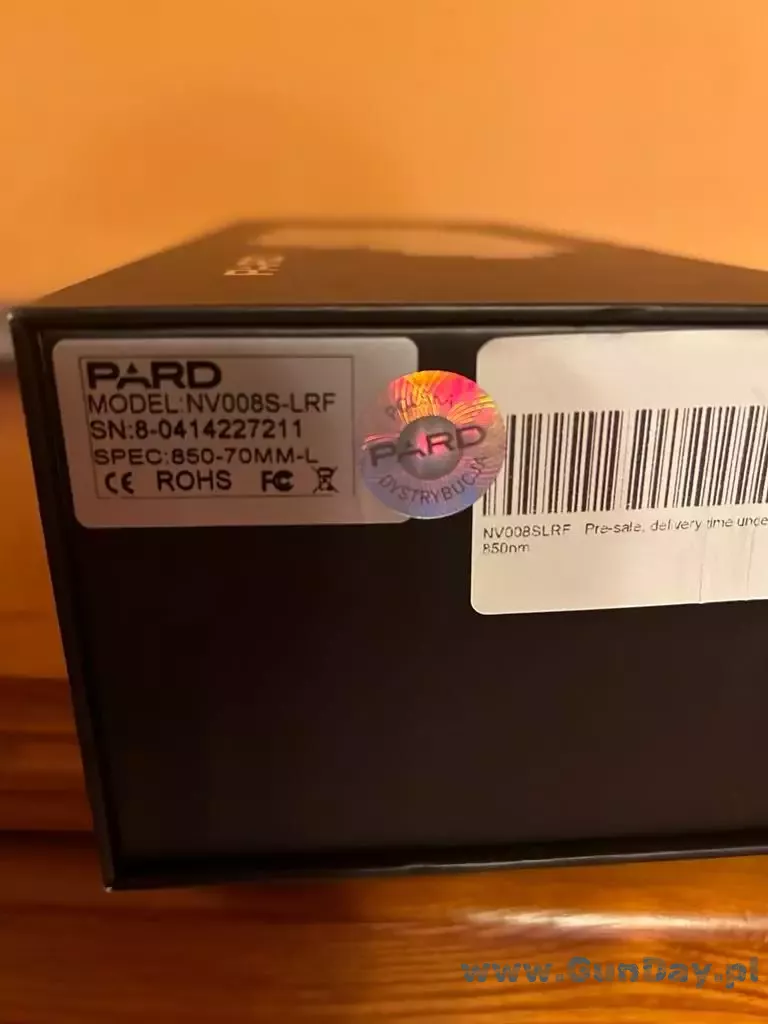 PARD
MODEL:NV008S-LRF
SN:8-0414227211
SPEC:850-70MM-L
CE ROHS FC
PARD
DYSTRYBUCJA
NV008SLRF Pre-sale, delivery time unde
850nm
www.GunDay.pl